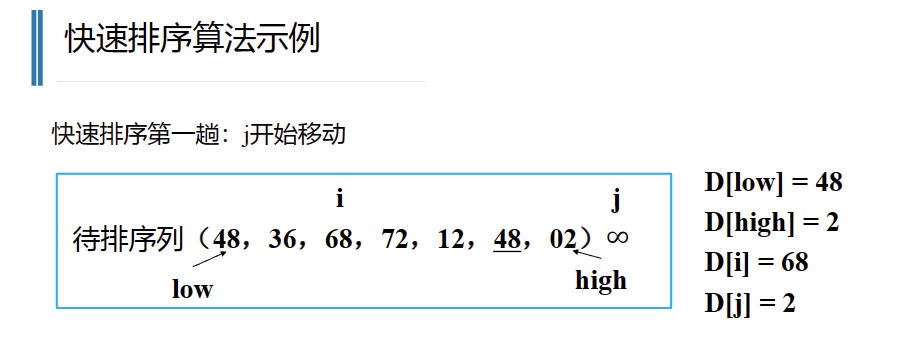 快速排序算法示例
快速排序第一趟：j开始移动
i
j
待排序列（48，36，68，72，12，48，02）∞
low
high
D[low] = 48
D[high] = 2
D[i] = 68
D[j] = 2